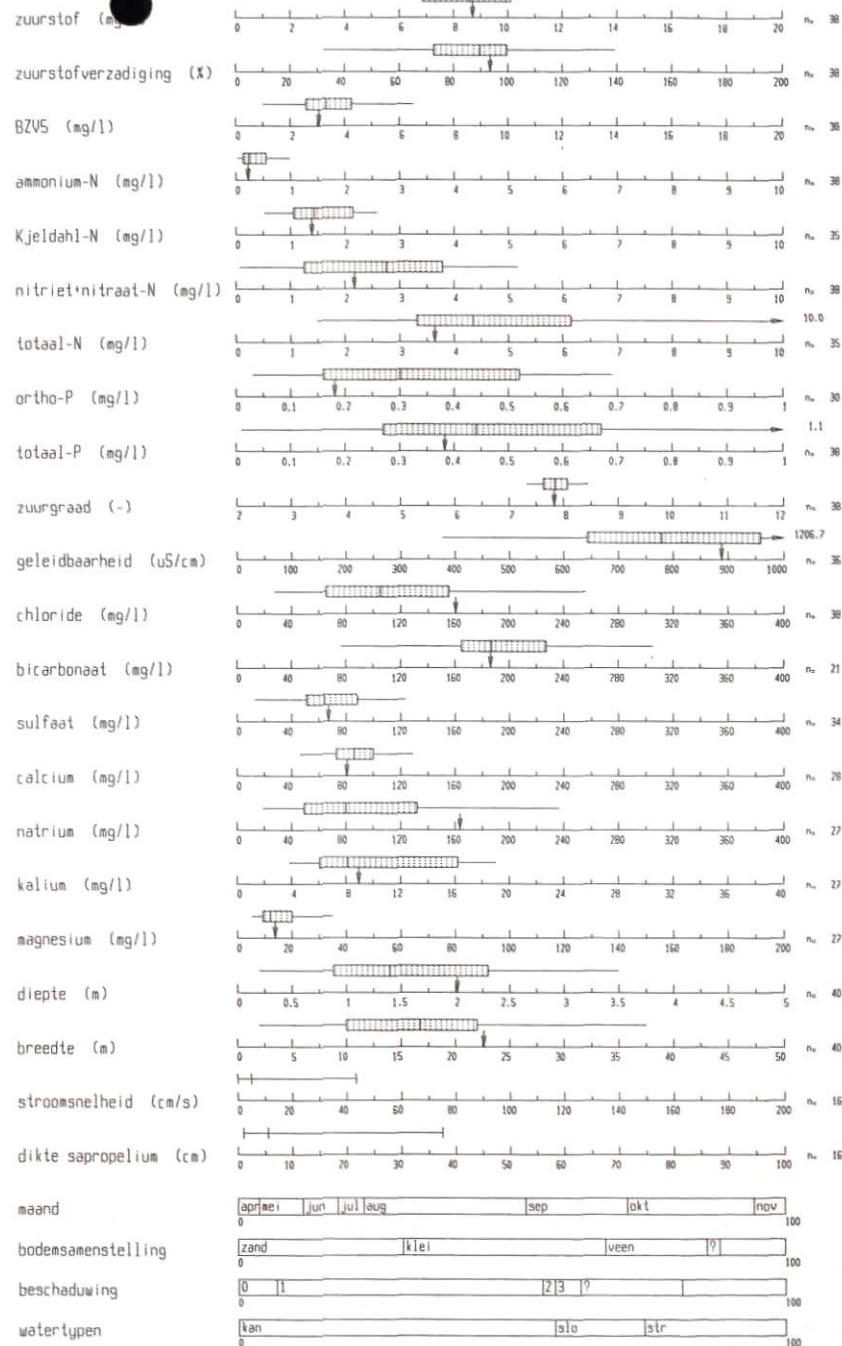 zuurstof (mg
0 2 4 6 8 10 12 14 16 18 20 n= 38
zuurstofverzadiging (%) 0 20 40 60 80 100 120 140 160 180 200 n= 38
BZV5 (mg/l) 0 2 4 6 8 10 12 14 16 18 20 n= 38
ammonium-N (mg/l) 0 1 2 3 4 5 6 7 8 9 10 n= 38
Kjeldahl-N (mg/l) 0 1 2 3 4 5 6 7 8 9 10 n= 35
nitriet+nitraat-N (mg/l) 0 1 2 3 4 5 6 7 8 9 10 n= 38
10.0
totaal-N (mg/l) 0 1 2 3 4 5 6 7 8 9 10 n= 35
ortho-P (mg/l) 0 0.1 0.2 0.3 0.4 0.5 0.6 0.7 0.8 0.9 1 n= 38
1.1
totaal-P (mg/l) 0 0.1 0.2 0.3 0.4 0.5 0.6 0.7 0.8 0.9 1 n= 38
zuurgraad (-) 2 3 4 5 6 7 8 9 10 11 12 n= 38
1206.7
geleidbaarheid (uS/cm) 0 100 200 300 400 500 600 700 800 900 1000 n= 36
chloride (mg/l) 0 40 80 120 160 200 240 280 320 360 400 n= 38
bicarbonaat (mg/l) 0 40 80 120 160 200 240 280 320 360 400 n= 21
sulfaat (mg/l) 0 40 80 120 160 200 240 280 320 360 400 n= 34
calcium (mg/l) 0 40 80 120 160 200 240 280 320 360 400 n= 28
natrium (mg/l) 0 40 80 120 160 200 240 280 320 360 400 n= 27
kalium (mg/l) 0 4 8 12 16 20 24 28 32 36 40 n= 27
magnesium (mg/l) 0 20 40 60 80 100 120 140 160 180 200 n= 27
diepte (m) 0 0.5 1 1.5 2 2.5 3 3.5 4 4.5 5 n= 40
breedte (m) 0 5 10 15 20 25 30 35 40 45 50 n= 40
stroomsnelheid (cm/s) 0 20 40 60 80 100 120 140 160 180 200 n= 16
dikte sapropelium (cm) 0 10 20 30 40 50 60 70 80 90 100 n= 16
maand apr mei jun jul aug sep okt nov
0 100
bodemsamenstelling zand klei veen ?
0 100
beschaduwing 0 1 2 3 ?
0 100
watertypen kan slo str
0 100